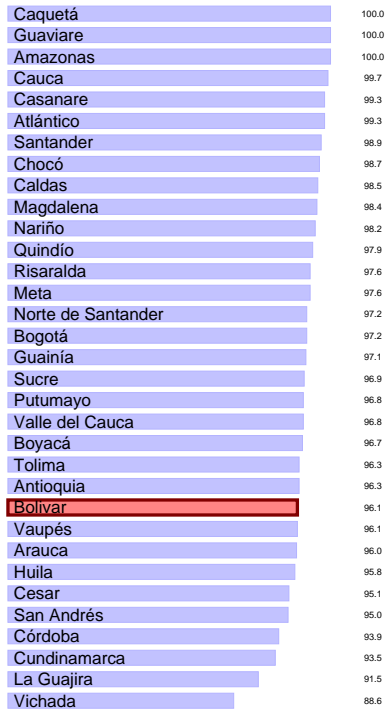 Caquetá 100.0
Guaviare 100.0
Amazonas 100.0
Cauca 99.7
Casanare 99.3
Atlántico 99.3
Santander 98.9
Chocó 98.7
Caldas 98.5
Magdalena 98.4
Nariño 98.2
Quindío 97.9
Risaralda 97.6
Meta 97.6
Norte de Santander 97.2
Bogotá 97.2
Guainía 97.1
Sucre 96.9
Putumayo 96.8
Valle del Cauca 96.8
Boyacá 96.7
Tolima 96.3
Antioquia 96.3
Bolivar 96.1
Vaupés 96.1
Arauca 96.0
Huila 95.8
Cesar 95.1
San Andrés 95.0
Córdoba 93.9
Cundinamarca 93.5
La Guajira 91.5
Vichada 88.6